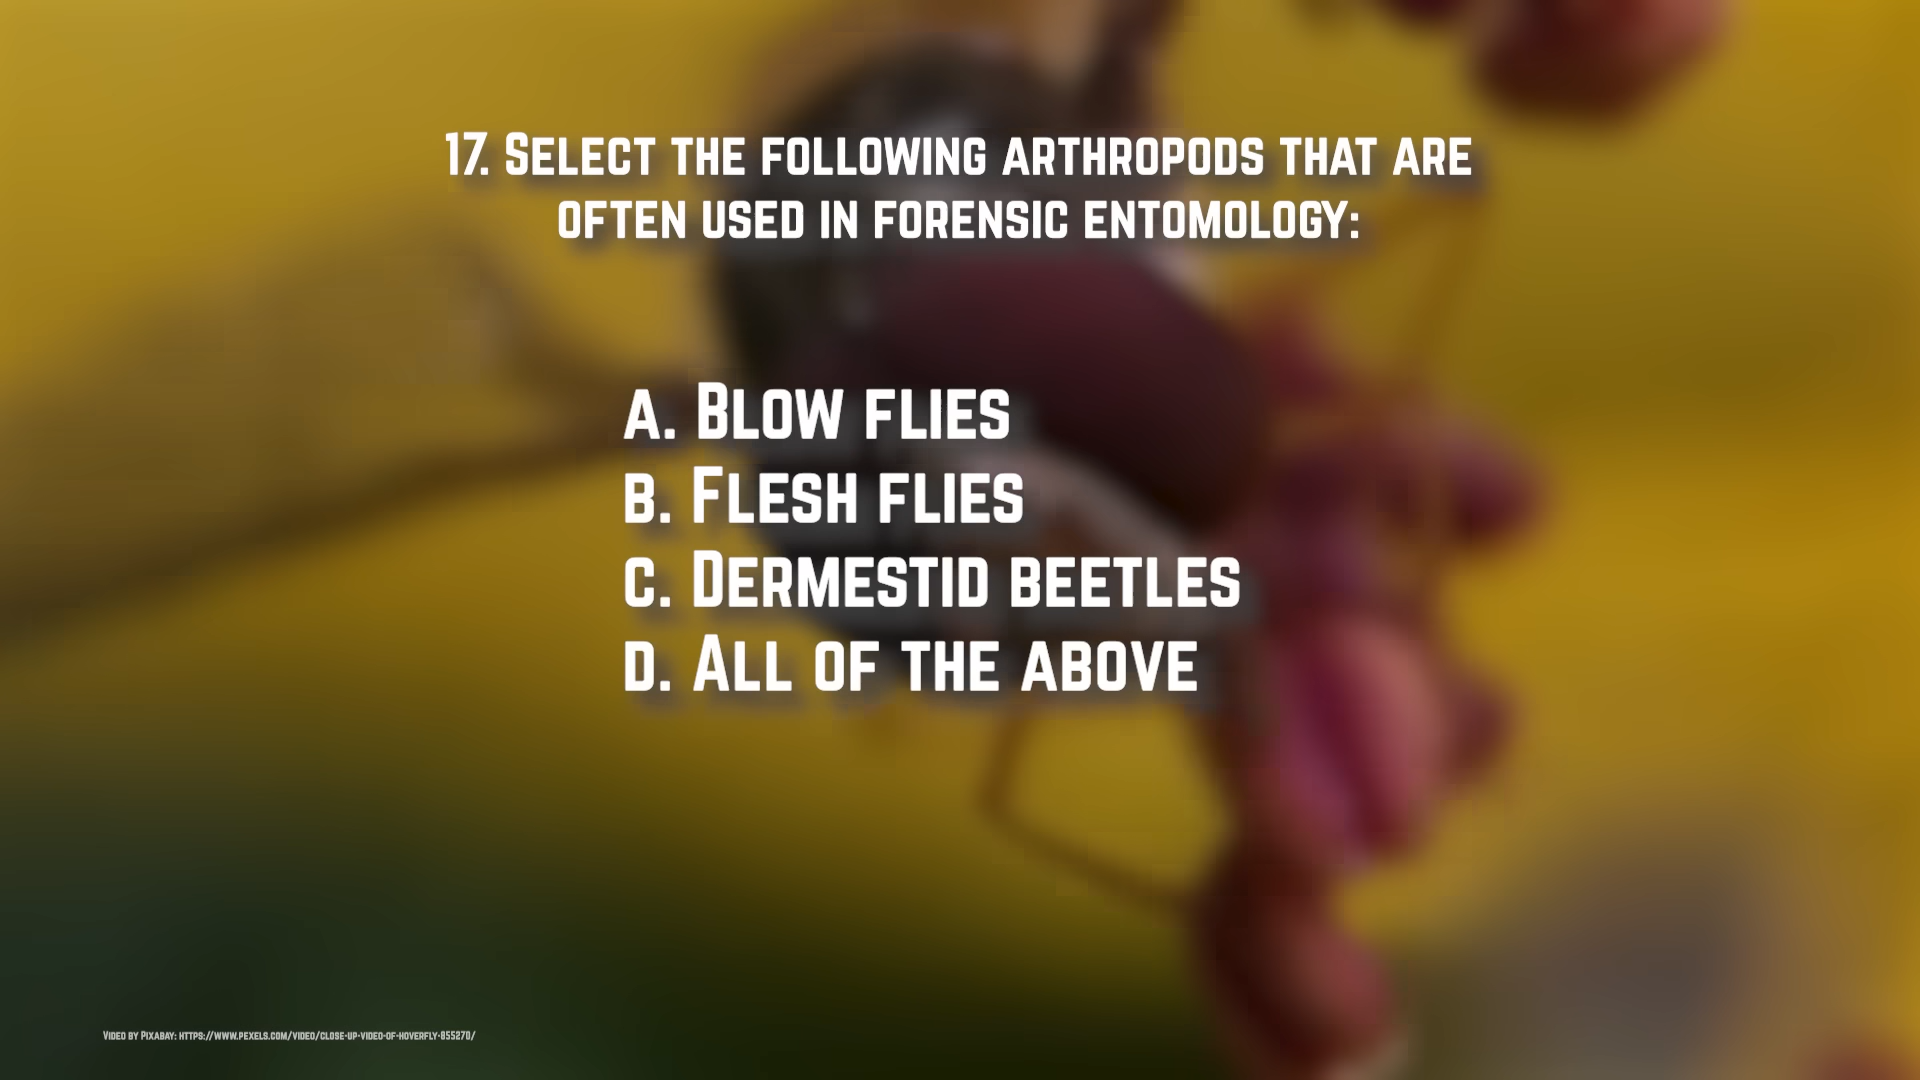 17. Select the following arthropods that are
often used in forensic entomology:
a. Blow flies
b. Flesh flies
c. Dermestid beetles
d. All of the above
Video by Pixabay: https://www.pexels.com/video/close-up-video-of-hoverfly-855270/